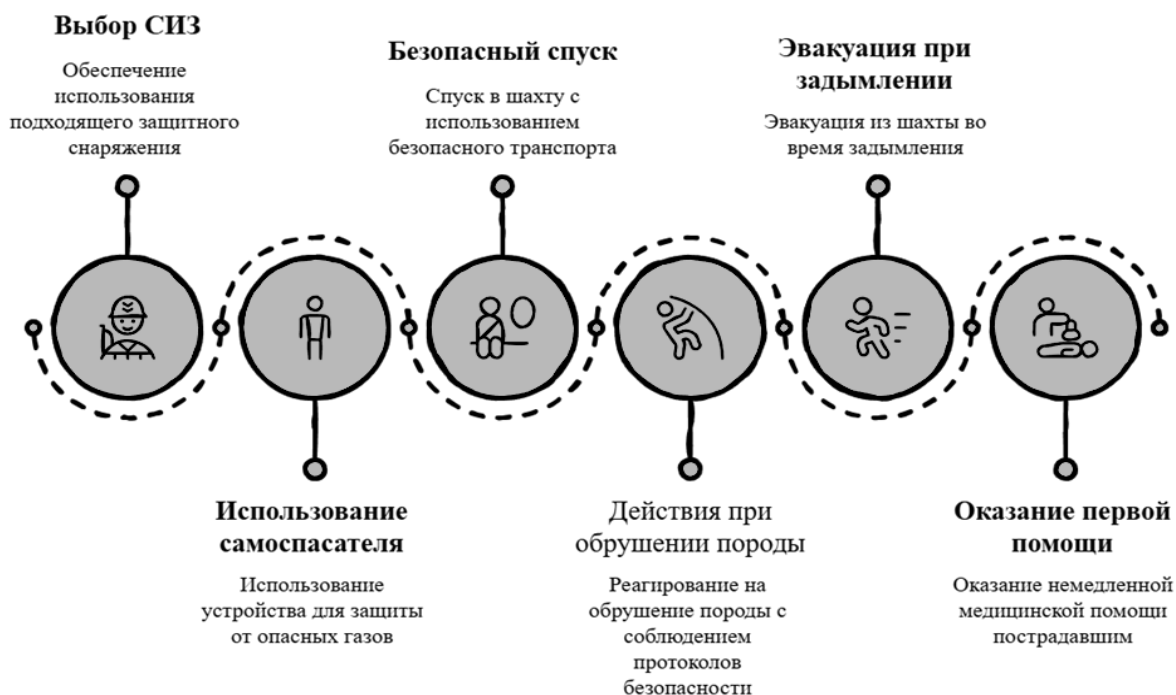 Выбор СИЗ
Обеспечение
использования
подходящего защитного
снаряжения
Использование
самоспасателя
Использование
устройства для защиты
от опасных газов
Безопасный спуск
Спуск в шахту с
использованием
безопасного транспорта
Действия при
обрушении породы
Реагирование на
обрушение породы с
соблюдением
протоколов
безопасности
Эвакуация при
задымлении
Эвакуация из шахты во
время задымления
Оказание первой
помощи
Оказание немедленной
медицинской помощи
пострадавшим